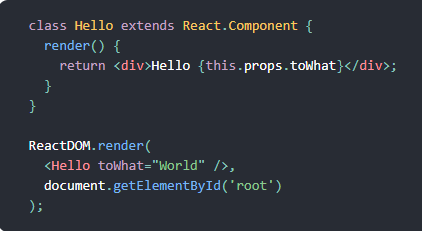 class Hello extends React.Component {
  render() {
    return <div>Hello {this.props.toWhat}</div>;
  }
}

ReactDOM.render(
  <Hello toWhat="World" />,
  document.getElementById('root')
);